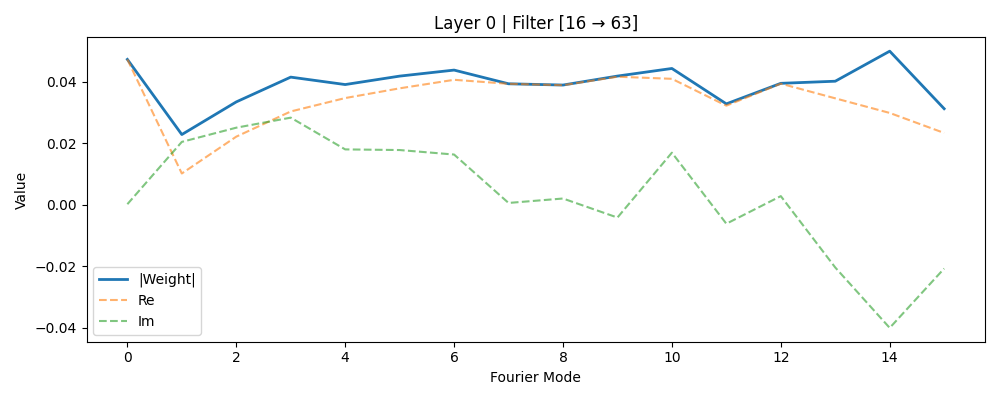 Layer 0 | Filter [16 → 63]
Value
0.04
0.02
0.00
−0.02
−0.04
|Weight|
Re
Im
0 2 4 6 8 10 12 14
Fourier Mode